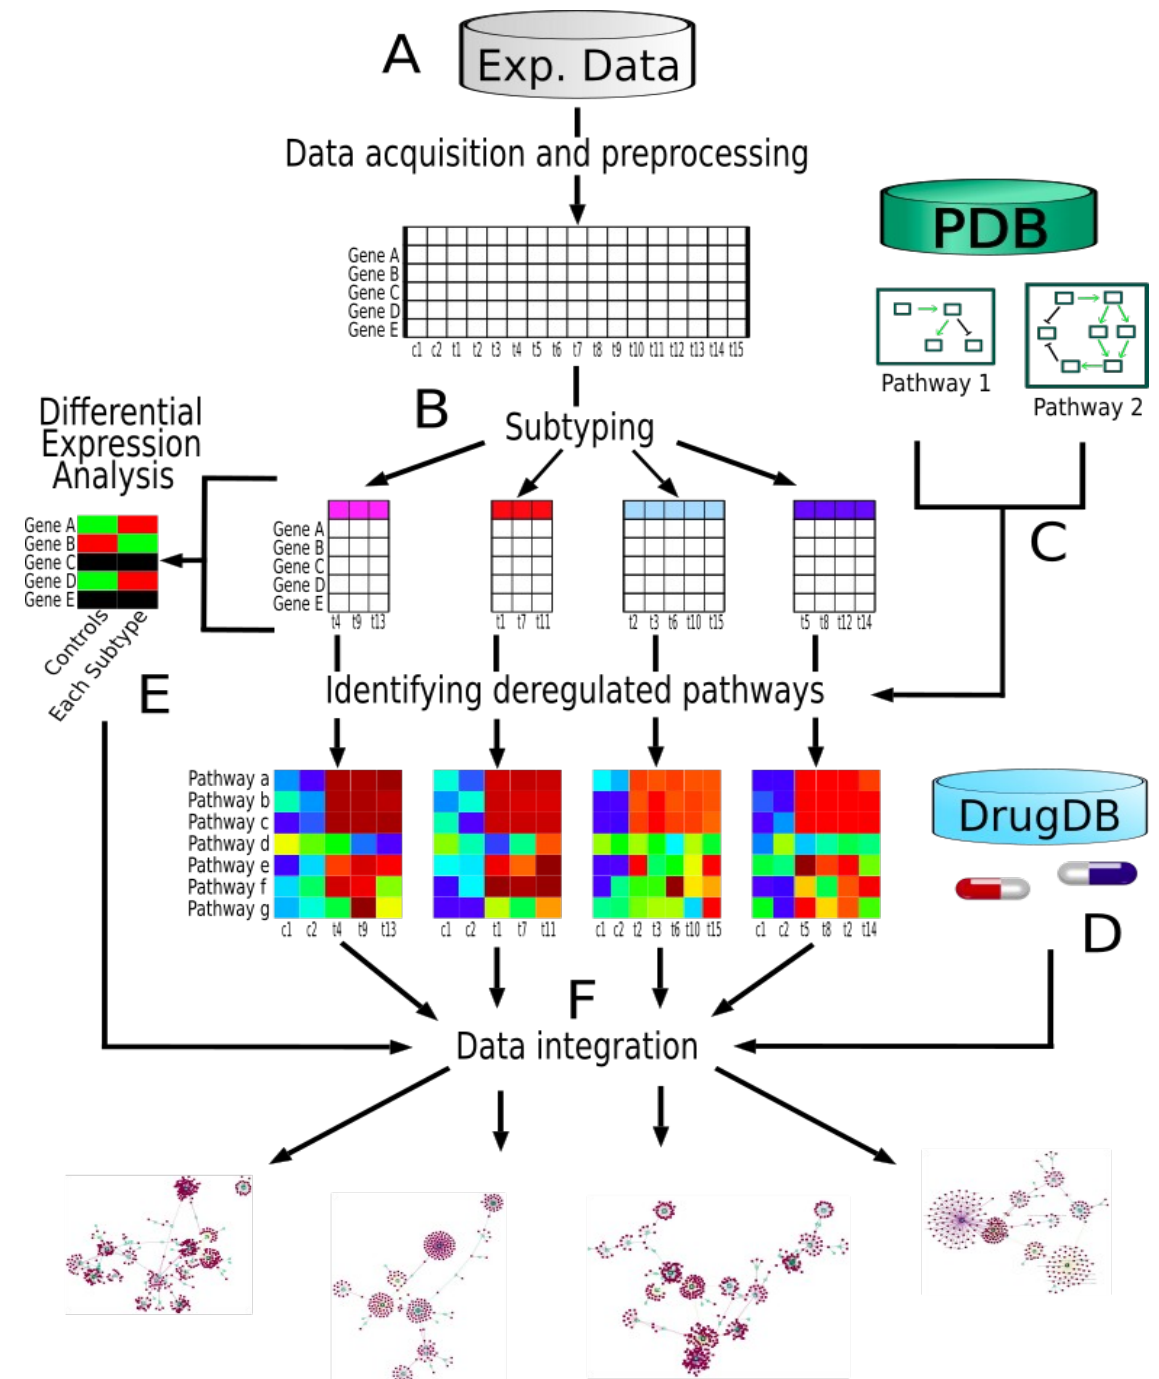 A
Exp. Data
Data acquisition and preprocessing
PDB
Gene A
Gene B
Gene C
Gene D
Gene E
c1 c2 t1 t2 t3 t4 t5 t6 t7 t8 t9 t10 t11 t12 t13 t14 t15
Pathway 1
Pathway 2
B
Subtyping
Differential
Expression
Analysis
Gene A
Gene B
Gene C
Gene D
Gene E
Controls
Each Subtype
Gene A
Gene B
Gene C
Gene D
Gene E
t4 t9 t13
t1 t7 t11
t2 t3 t6 t10 t15
t5 t8 t12 t14
C
E
Identifying deregulated pathways
Pathway a
Pathway b
Pathway c
Pathway d
Pathway e
Pathway f
Pathway g
c1 c2 t4 t9 t13
c1 c2 t1 t7 t11
c1 c2 t2 t3 t6 t10 t15
c1 c2 t5 t8 t2 t14
DrugDB
D
F
Data integration